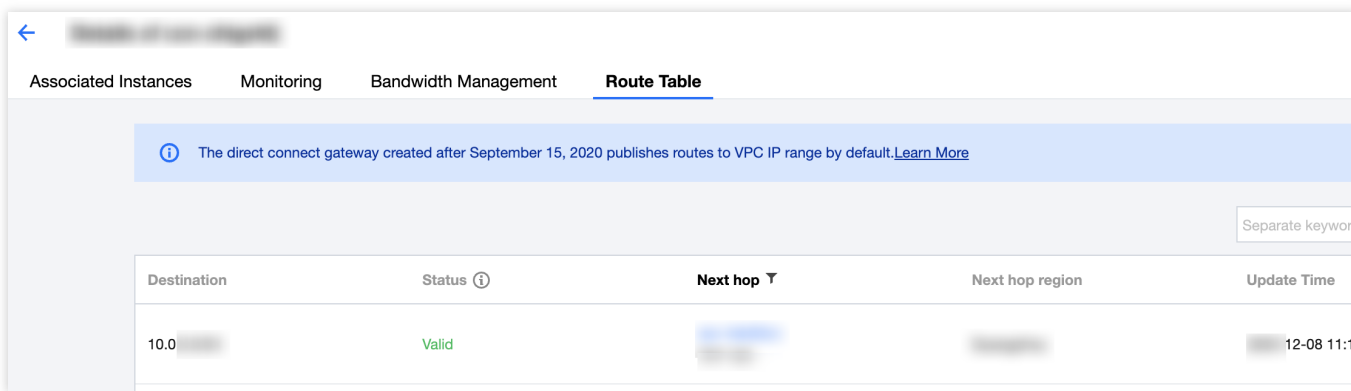 Associated Instances Monitoring Bandwidth Management Route Table
The direct connect gateway created after September 15, 2020 publishes routes to VPC IP range by default.Learn More
Separate keywor
Destination Status Next hop Next hop region Update Time
10.0 Valid 12-08 11:1